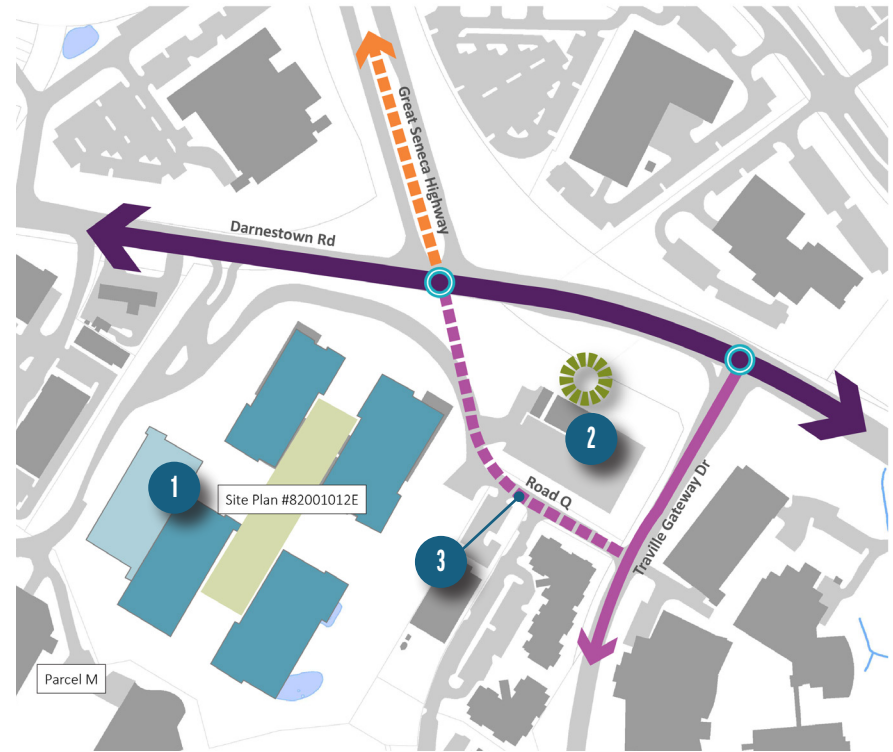 Great Seneca Highway
Darnestown Rd
2
1
Site Plan #82001012E
Road Q
Traville Gateway Dr
3
Parcel M